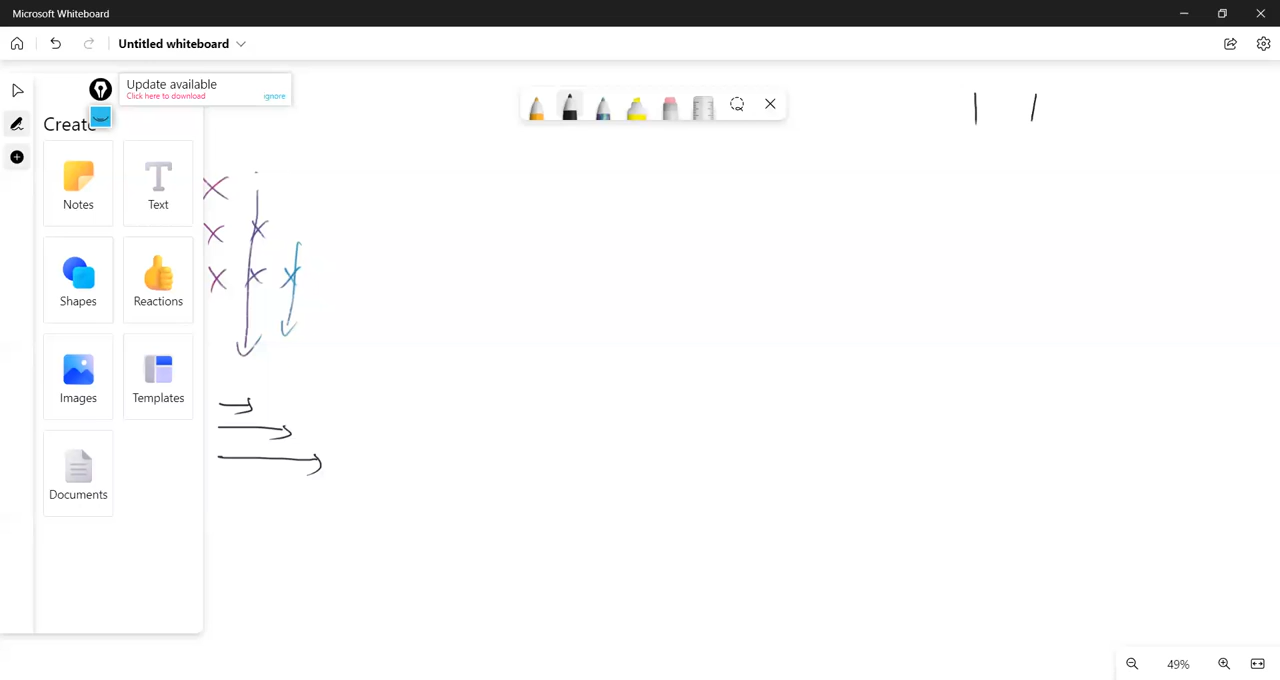 Microsoft Whiteboard
Untitled whiteboard
Update available
Click here to download ignore
Create
Notes Text
Shapes Reactions
Images Templates
Documents
x
x x
x x x
49%